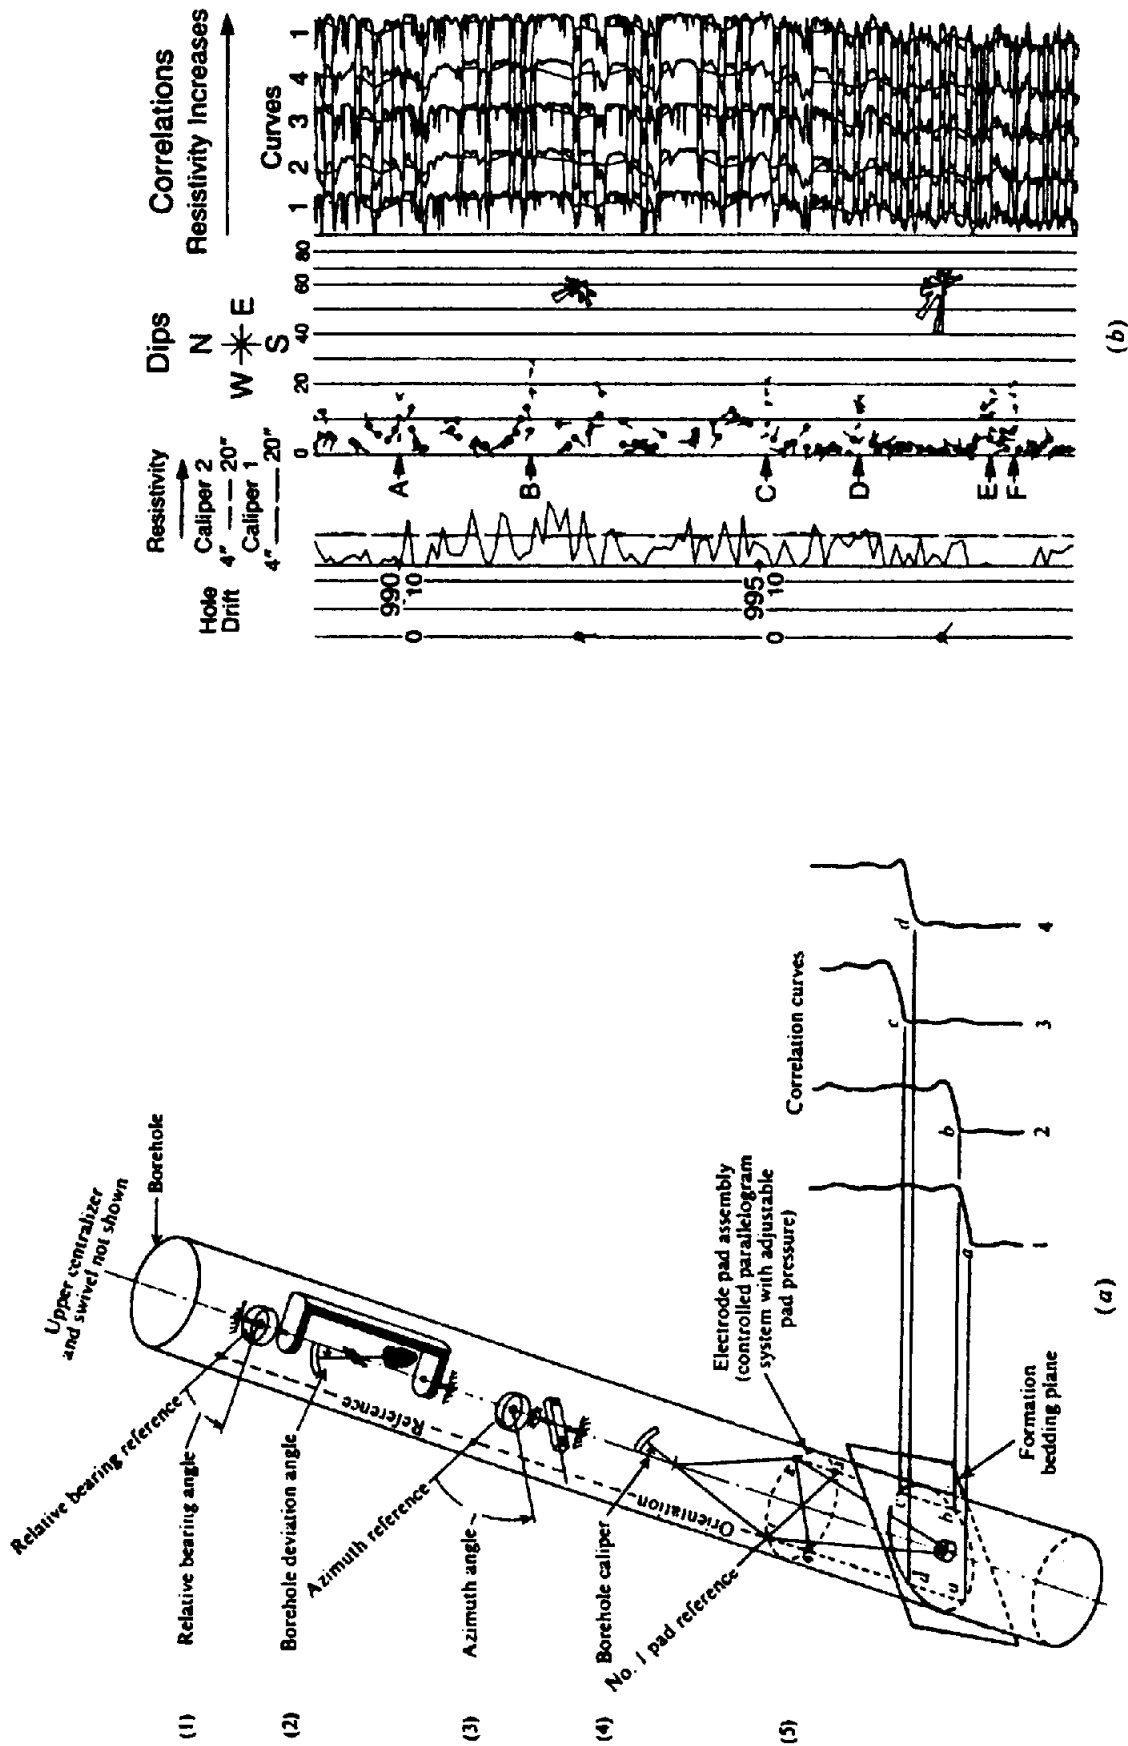 Upper centralizer
and swivel not shown
Borehole
(1)
Relative bearing reference
Relative bearing angle
(2)
Borehole deviation angle
Reference
Azimuth reference
(3)
Azimuth angle
(4)
Borehole caliper
Orientation
No. 1 pad reference
(5)
Electrode pad assembly
(controlled parallelogram
system with adjustable
pad pressure)
Correlation curves
Formation
bedding plane
a
b
c
d
a
b
c
d
1
2
3
4
(a)
Hole
Drift
Resistivity
Caliper 2
4" 20"
Caliper 1
4" 20"
Dips
N
W E
S
Correlations
Resistivity Increases
Curves
0 20 40 60 80
1 2 3 4 1
0
990
10
A
B
0
995
10
C
D
E
F
(b)